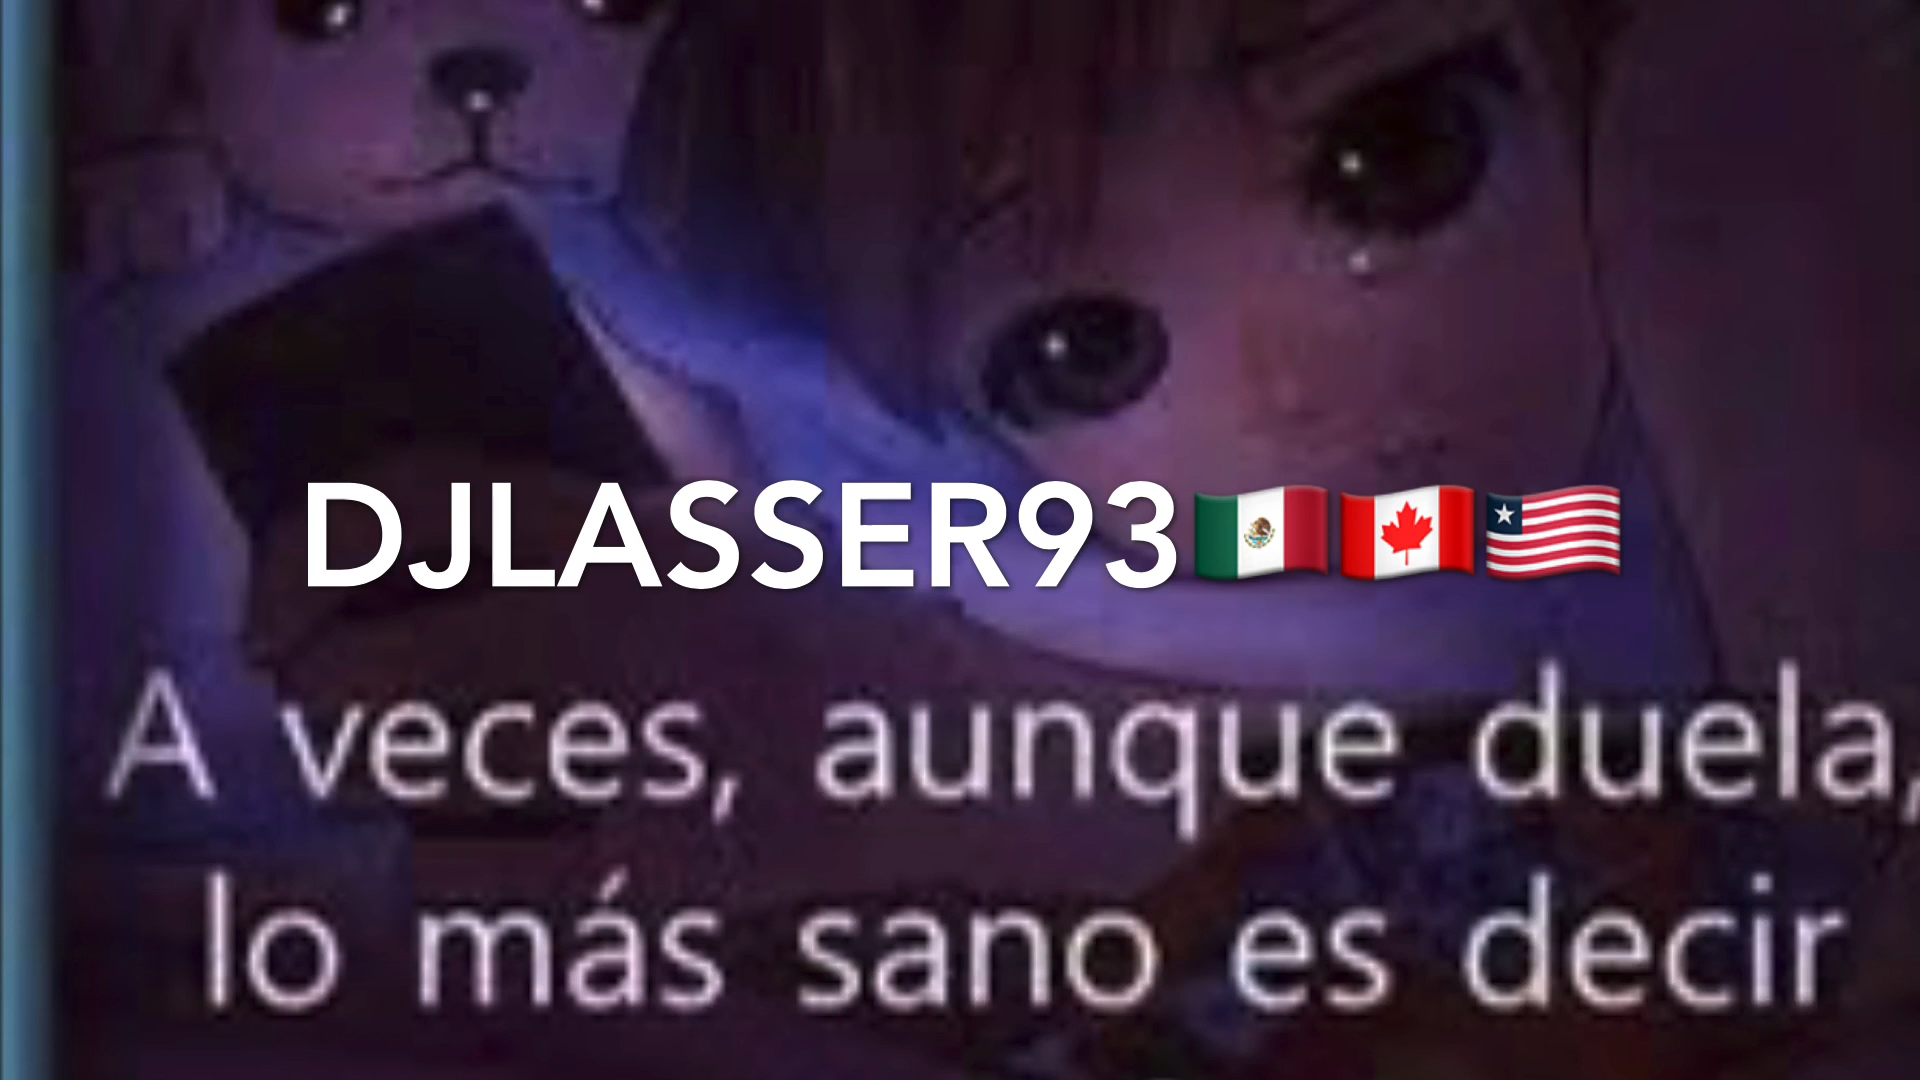 DJLASSER93🇲🇽🇨🇦🇱🇷
A veces, aunque duela,
lo más sano es decir